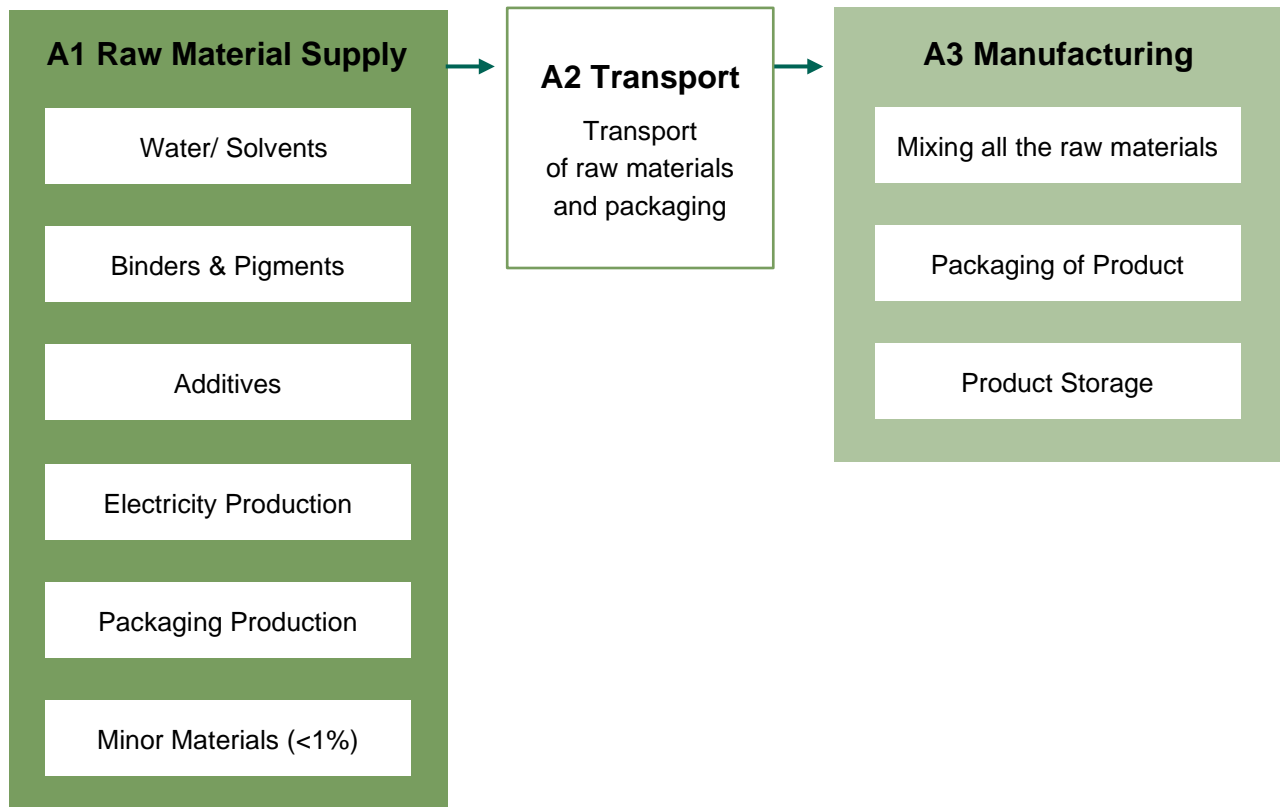 A1 Raw Material Supply
Water/ Solvents
Binders & Pigments
Additives
Electricity Production
Packaging Production
Minor Materials (<1%)
A2 Transport
Transport
of raw materials
and packaging
A3 Manufacturing
Mixing all the raw materials
Packaging of Product
Product Storage